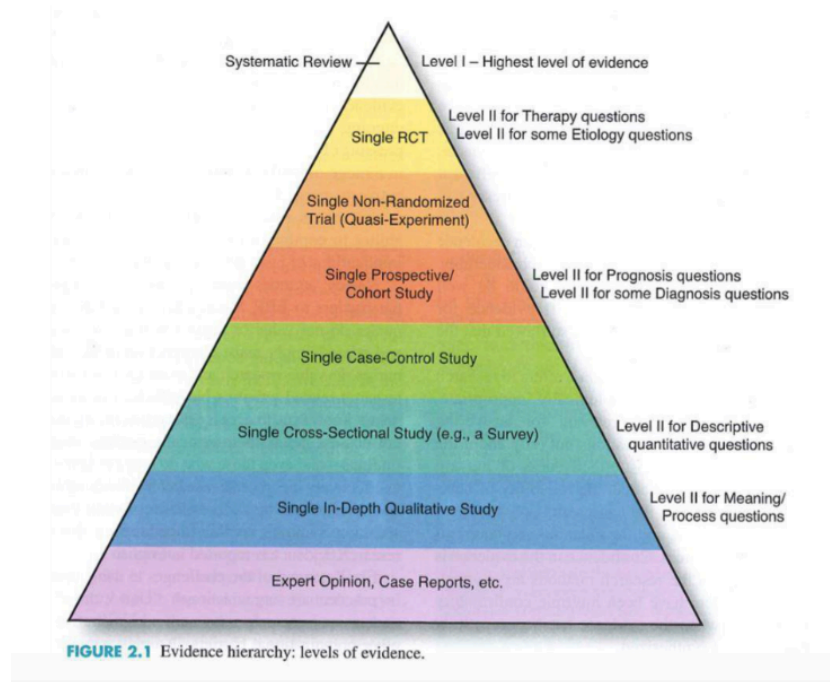 Systematic Review
Level I – Highest level of evidence
Level II for Therapy questions
Level II for some Etiology questions
Single RCT
Single Non-Randomized
Trial (Quasi-Experiment)
Single Prospective/
Cohort Study
Level II for Prognosis questions
Level II for some Diagnosis questions
Single Case-Control Study
Single Cross-Sectional Study (e.g., a Survey)
Level II for Descriptive
quantitative questions
Single In-Depth Qualitative Study
Level II for Meaning/
Process questions
Expert Opinion, Case Reports, etc.
FIGURE 2.1 Evidence hierarchy: levels of evidence.